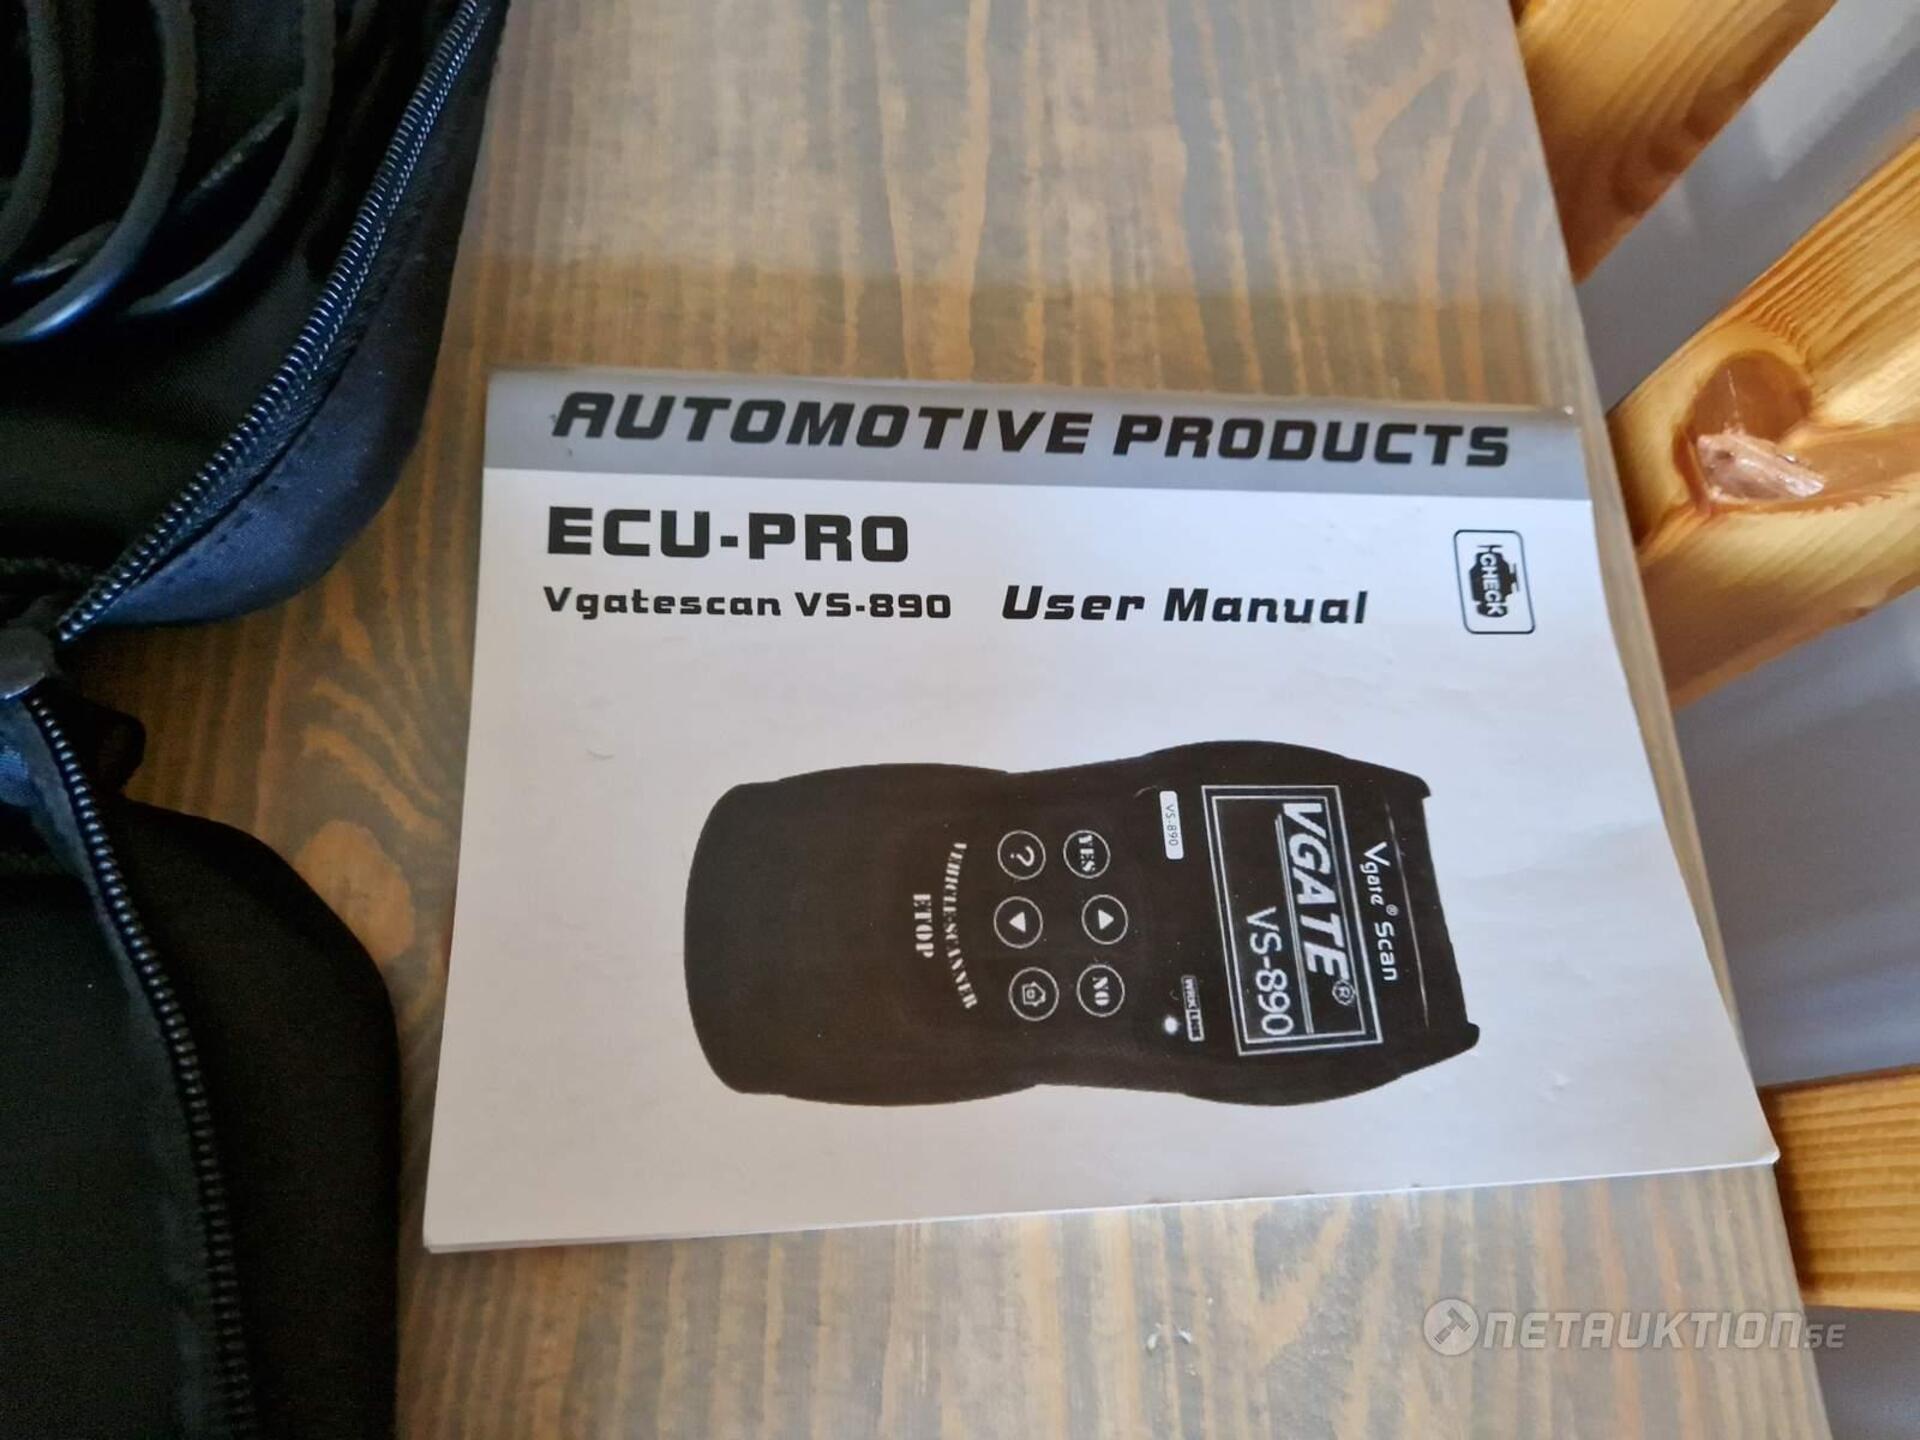 AUTOMOTIVE PRODUCTS
ECU-PRO
Vgatescan VS-890 User Manual
CHECK
Vgate® Scan
VGATE®
VS-890
VS-890
YES
NO
?
VEHICLE-SCANNER
ETOP
NETAUKTION.SE